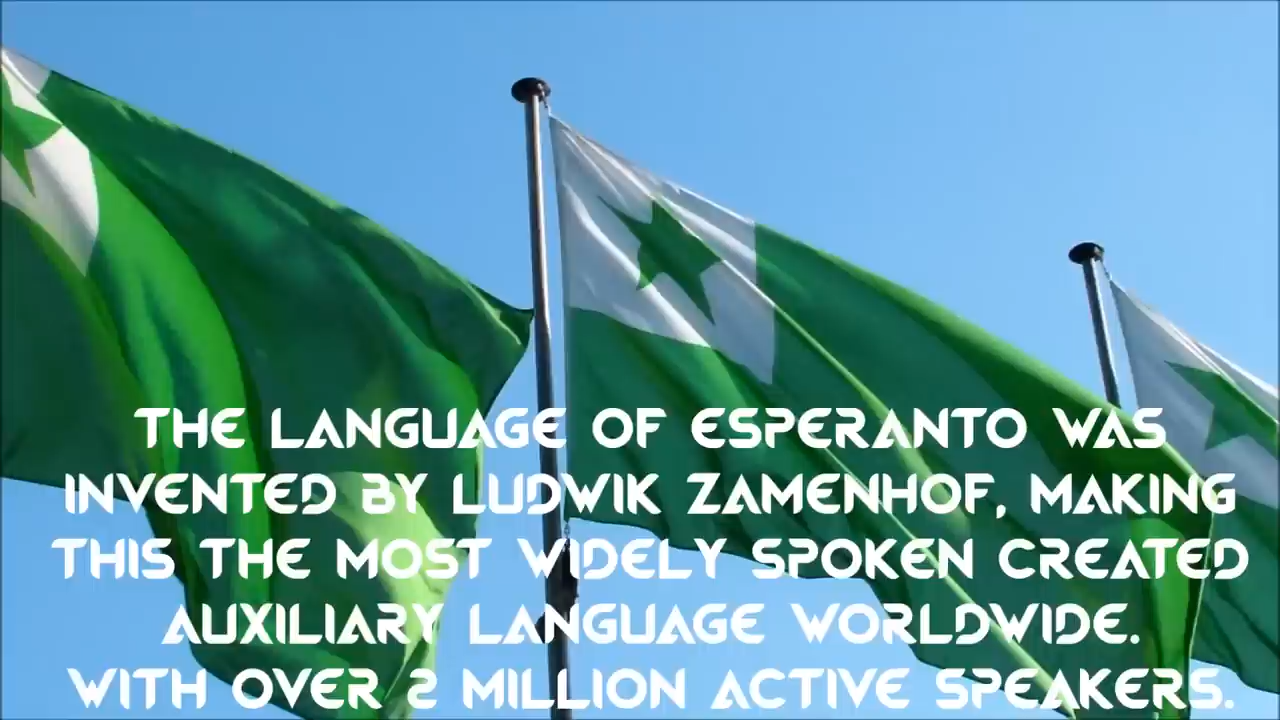 THE LANGUAGE OF ESPERANTO WAS
INVENTED BY LUDWIK ZAMENHOF, MAKING
THIS THE MOST WIDELY SPOKEN CREATED
AUXILIARY LANGUAGE WORLDWIDE.
WITH OVER 2 MILLION ACTIVE SPEAKERS.